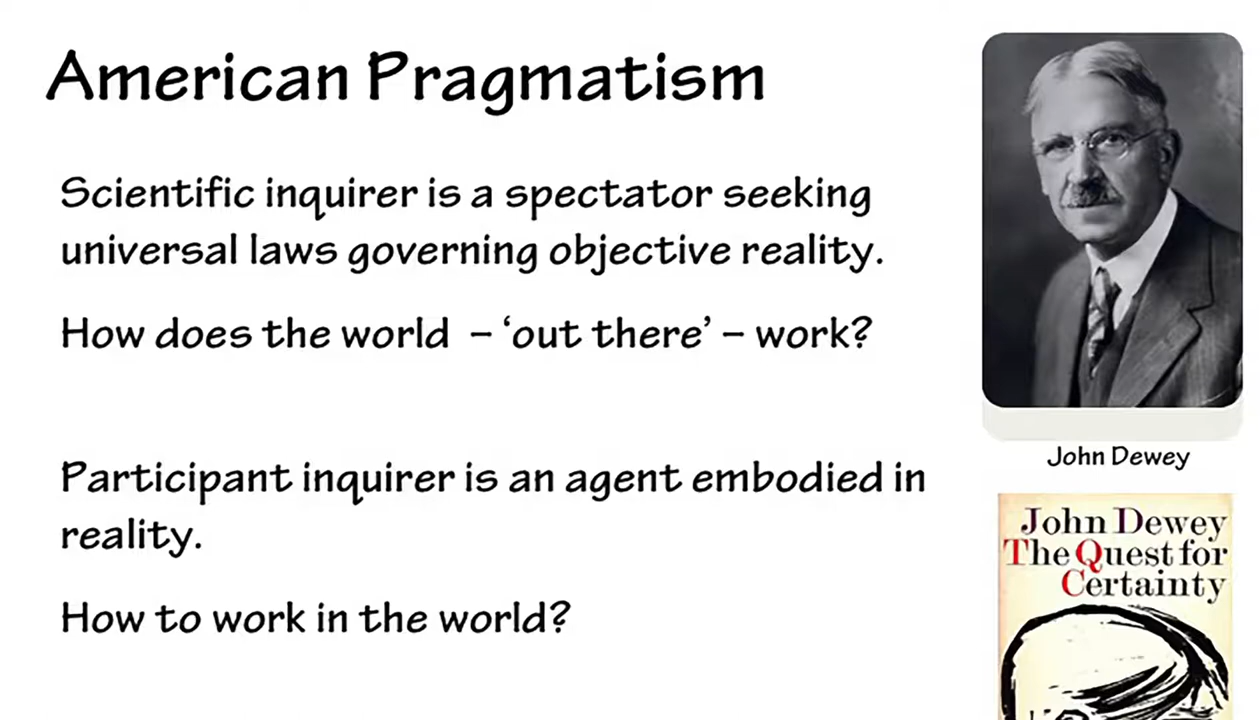 American Pragmatism
Scientific inquirer is a spectator seeking
universal laws governing objective reality.
How does the world – ‘out there’ – work?
Participant inquirer is an agent embodied in
reality.
How to work in the world?
John Dewey
John Dewey
The Quest for
Certainty